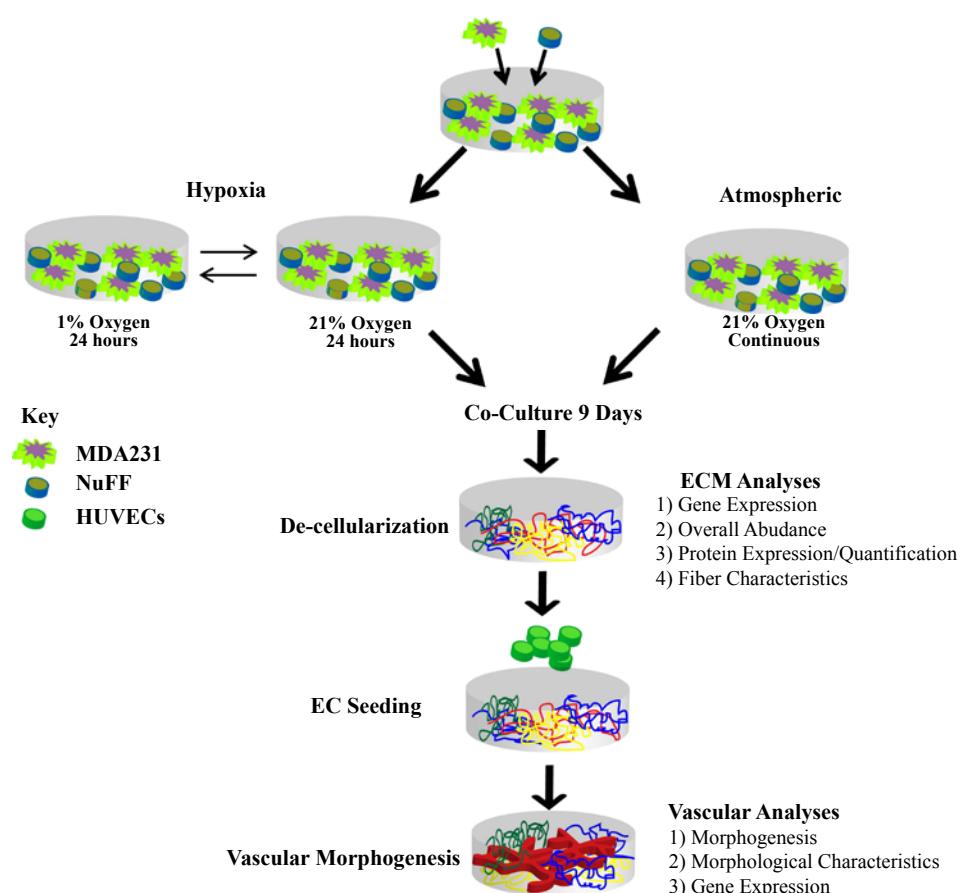 Hypoxia
Atmospheric
1% Oxygen
24 hours
21% Oxygen
24 hours
21% Oxygen
Continuous
Co-Culture 9 Days
Key
MDA231
NuFF
HUVECs
De-cellularization
ECM Analyses
1) Gene Expression
2) Overall Abudance
3) Protein Expression/Quantification
4) Fiber Characteristics
EC Seeding
Vascular Morphogenesis
Vascular Analyses
1) Morphogenesis
2) Morphological Characteristics
3) Gene Expression